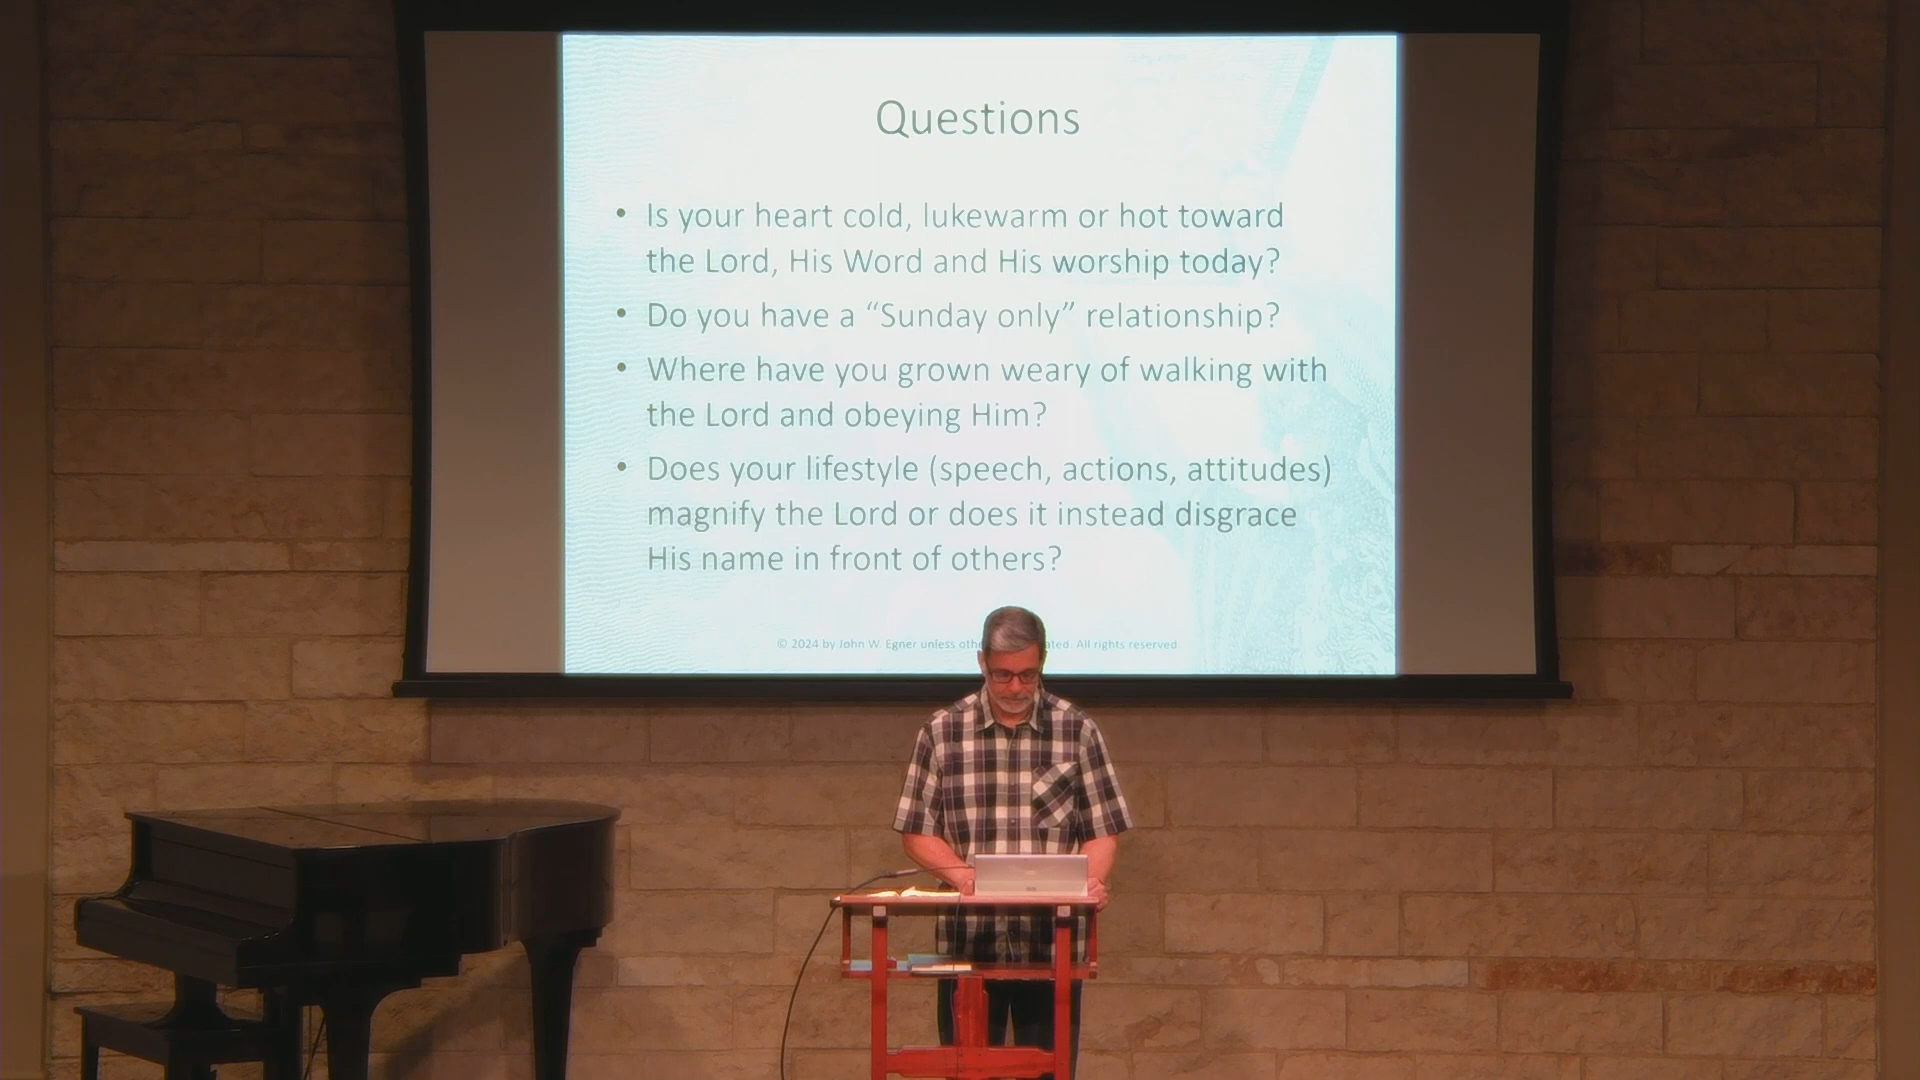 Questions
• Is your heart cold, lukewarm or hot toward
the Lord, His Word and His worship today?
• Do you have a “Sunday only” relationship?
• Where have you grown weary of walking with
the Lord and obeying Him?
• Does your lifestyle (speech, actions, attitudes)
magnify the Lord or does it instead disgrace
His name in front of others?
© 2024 by John W. Egner unless All rights reserved